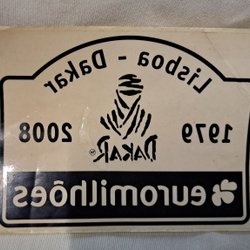 Lisboa - Dakar
1979 2008
DAKAR
euromilhões